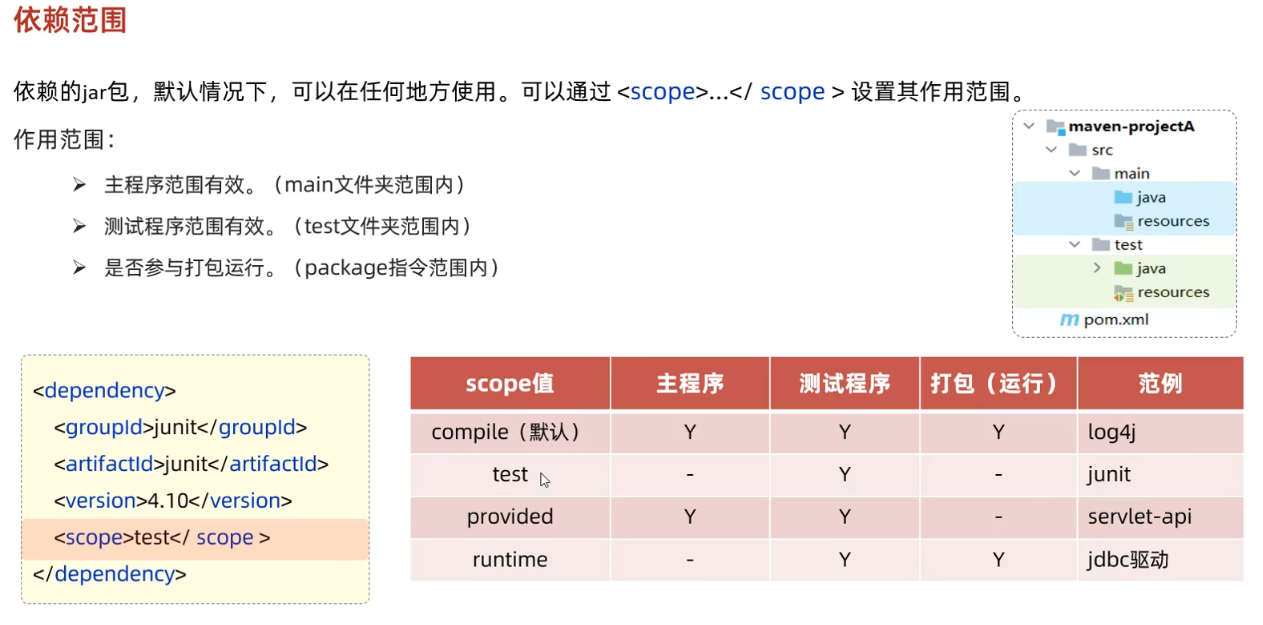 依赖范围
依赖的jar包，默认情况下，可以在任何地方使用。可以通过 <scope>…</ scope > 设置其作用范围。
作用范围：
➢ 主程序范围有效。（main文件夹范围内）
➢ 测试程序范围有效。（test文件夹范围内）
➢ 是否参与打包运行。（package指令范围内）
maven-projectA
src
main
java
resources
test
java
resources
pom.xml
<dependency>
<groupId>junit</groupId>
<artifactId>junit</artifactId>
<version>4.10</version>
<scope>test</ scope >
</dependency>
scope值 主程序 测试程序 打包（运行） 范例
compile（默认） Y Y Y log4j
test - Y - junit
provided Y Y - servlet-api
runtime - Y Y jdbc驱动